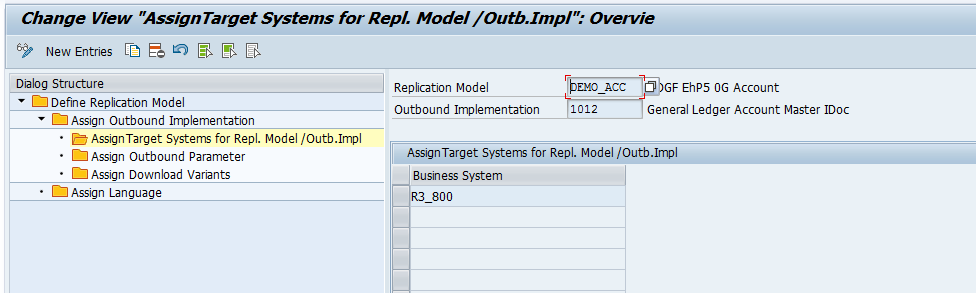 Change View "AssignTarget Systems for Repl. Model /Outb.Impl": Overvie
New Entries
Dialog Structure
Define Replication Model
Assign Outbound Implementation
AssignTarget Systems for Repl. Model /Outb.Impl
Assign Outbound Parameter
Assign Download Variants
Assign Language
Replication Model DEMO_ACC GF EhP5 0G Account
Outbound Implementation 1012 General Ledger Account Master IDoc
AssignTarget Systems for Repl. Model /Outb.Impl
Business System
R3_800